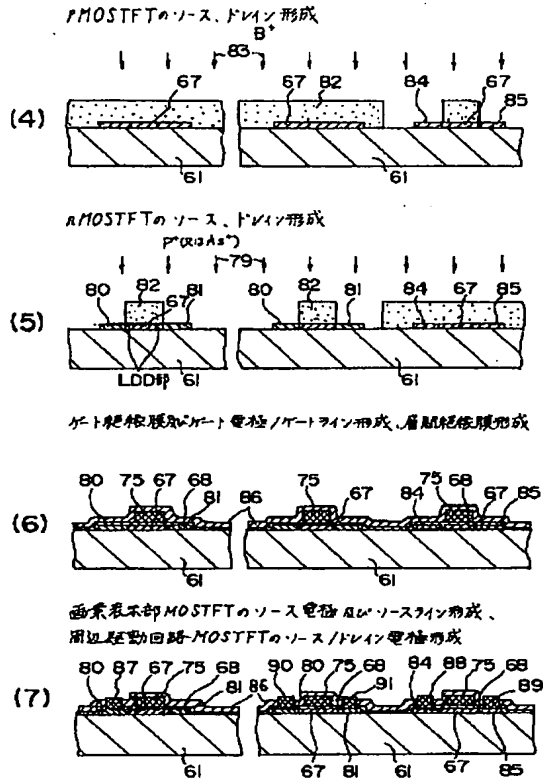 PMOSTFTのソース、ドレイン形成
B+
83
67 67 82 84 67 85
(4)
61 61
nMOSTFTのソース、ドレイン形成
P+(又はAs+)
79
80 82 67 81 80 82 81 84 67 85
(5)
LDD部 61 61
ゲート絶縁膜及びゲート電極/ゲートライン形成、層間絶縁膜形成
80 75 67 68 81 86 75 67 84 75 68 67 85
(6)
61 61
画素表示部MOSTFTのソース電極及びソースライン形成、
周辺駆動回路MOSTFTのソース/ドレイン電極形成
80 87 67 75 68 81 86 90 80 75 68 91 84 88 75 68 89
(7)
61 67 81 61 67 85